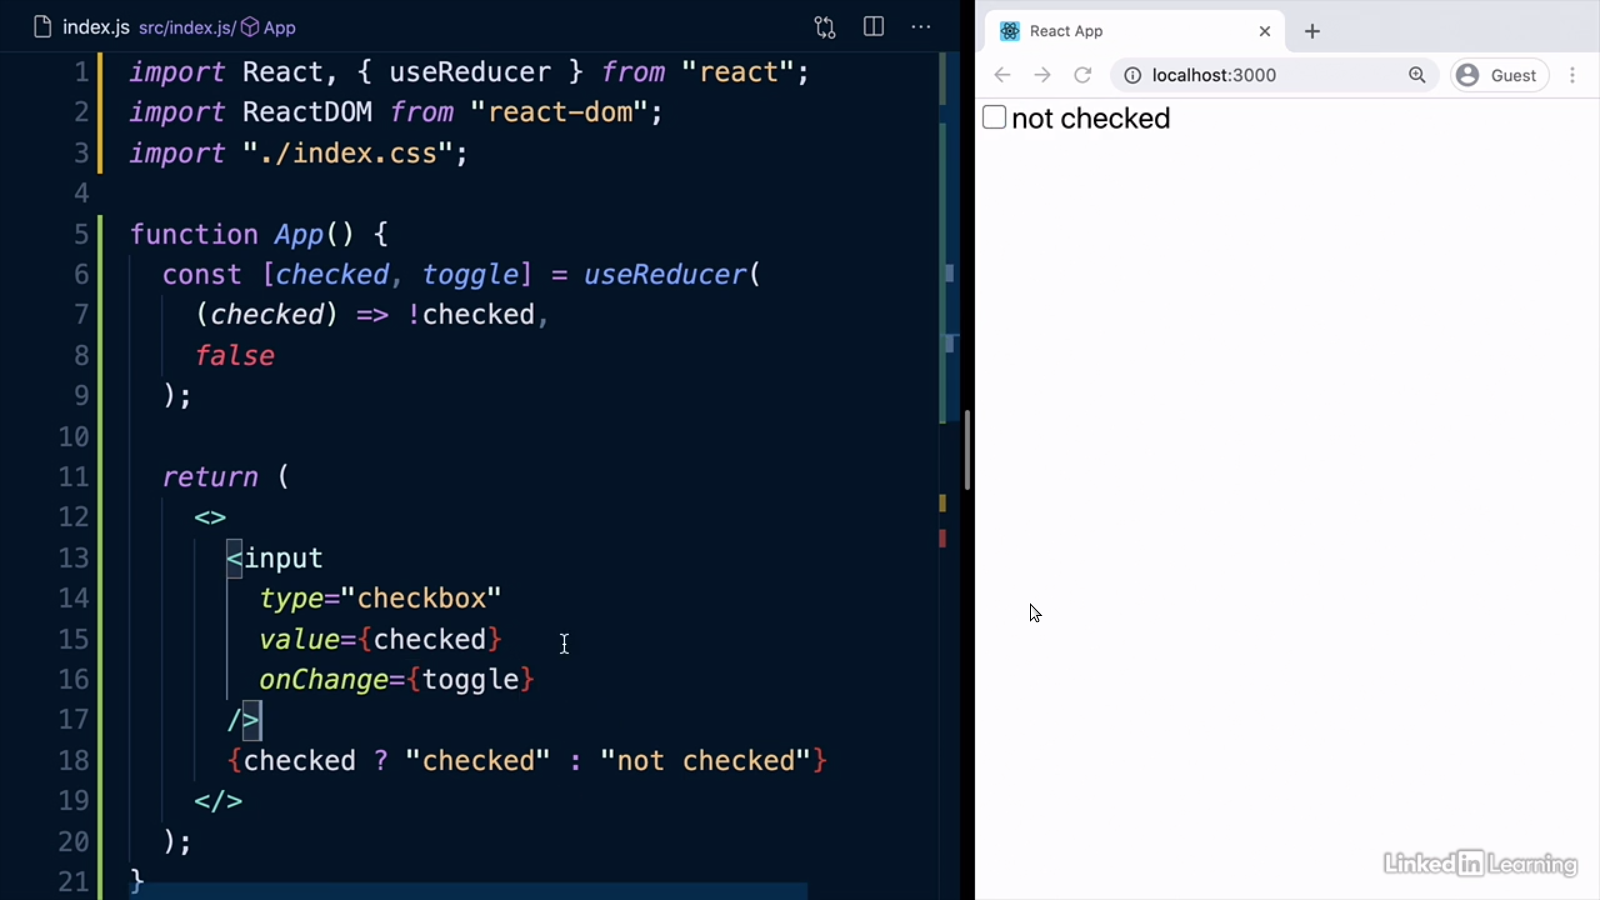 index.js src/index.js/ App
1 import React, { useReducer } from "react";
2 import ReactDOM from "react-dom";
3 import "./index.css";
4
5 function App() {
6 const [checked, toggle] = useReducer(
7 (checked) => !checked,
8 false
9 );
10
11 return (
12 <>
13 <input
14 type="checkbox"
15 value={checked}
16 onChange={toggle}
17 />
18 {checked ? "checked" : "not checked"}
19 </>
20 );
21 }
React App
localhost:3000
Guest
not checked
Linked in Learning